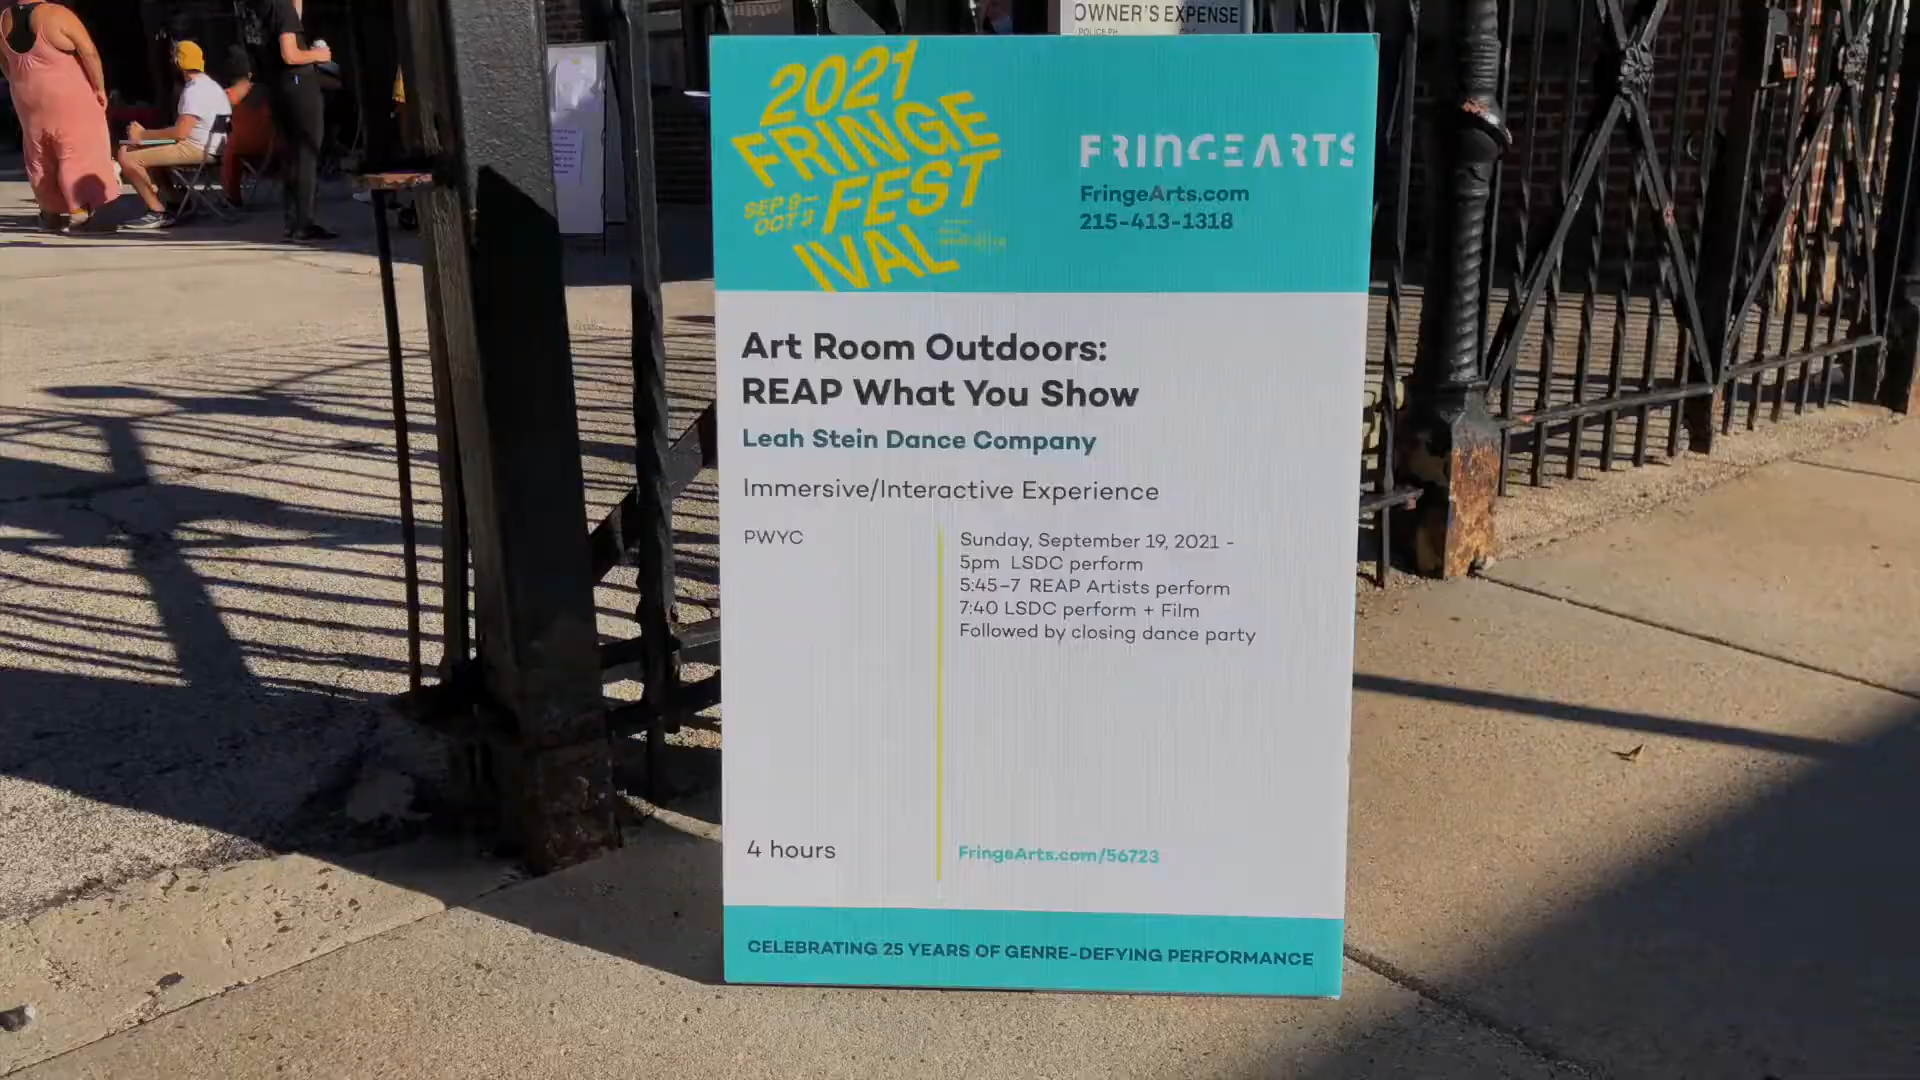 OWNER'S EXPENSE
2021
FRINGE
FEST
IVAL
SEP 9–
OCT 3
FRINGEARTS
FringeArts.com
215-413-1318
Art Room Outdoors:
REAP What You Show
Leah Stein Dance Company
Immersive/Interactive Experience
PWYC
Sunday, September 19, 2021 -
5pm LSDC perform
5:45-7 REAP Artists perform
7:40 LSDC perform + Film
Followed by closing dance party
4 hours
FringeArts.com/56723
CELEBRATING 25 YEARS OF GENRE-DEFYING PERFORMANCE